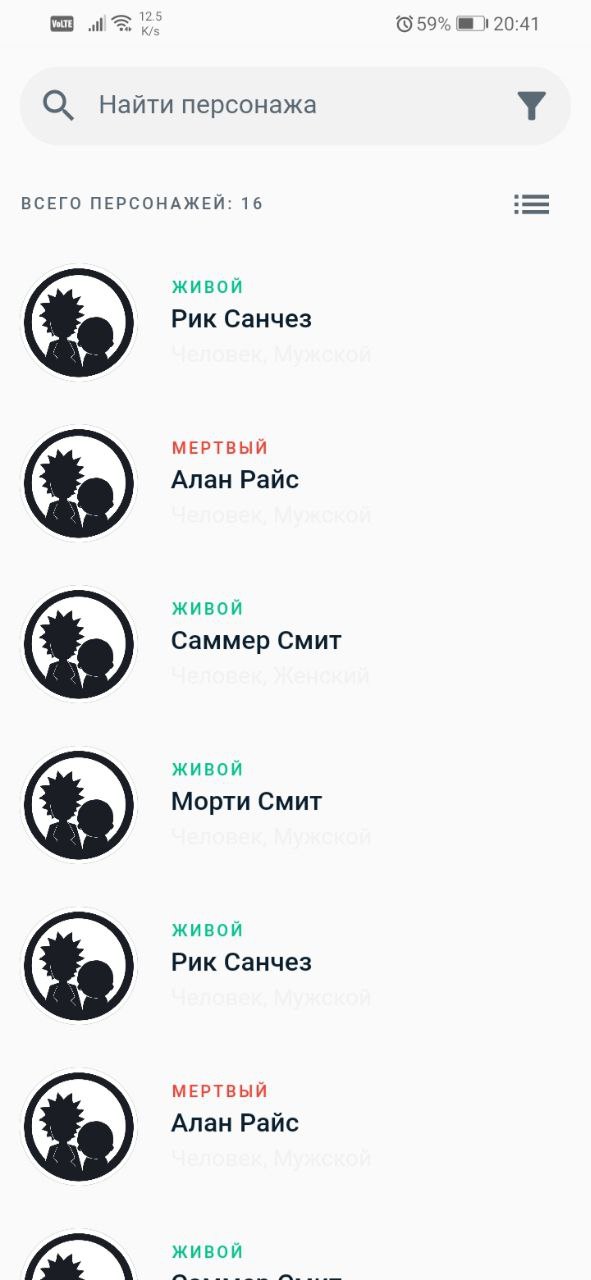 VoLTE 12.5 K/s 59% 20:41
Найти персонажа
ВСЕГО ПЕРСОНАЖЕЙ: 16
ЖИВОЙ
Рик Санчез
Человек, Мужской
МЕРТВЫЙ
Алан Райс
Человек, Мужской
ЖИВОЙ
Саммер Смит
Человек, Женский
ЖИВОЙ
Морти Смит
Человек, Мужской
ЖИВОЙ
Рик Санчез
Человек, Мужской
МЕРТВЫЙ
Алан Райс
Человек, Мужской
ЖИВОЙ
Саммер Смит